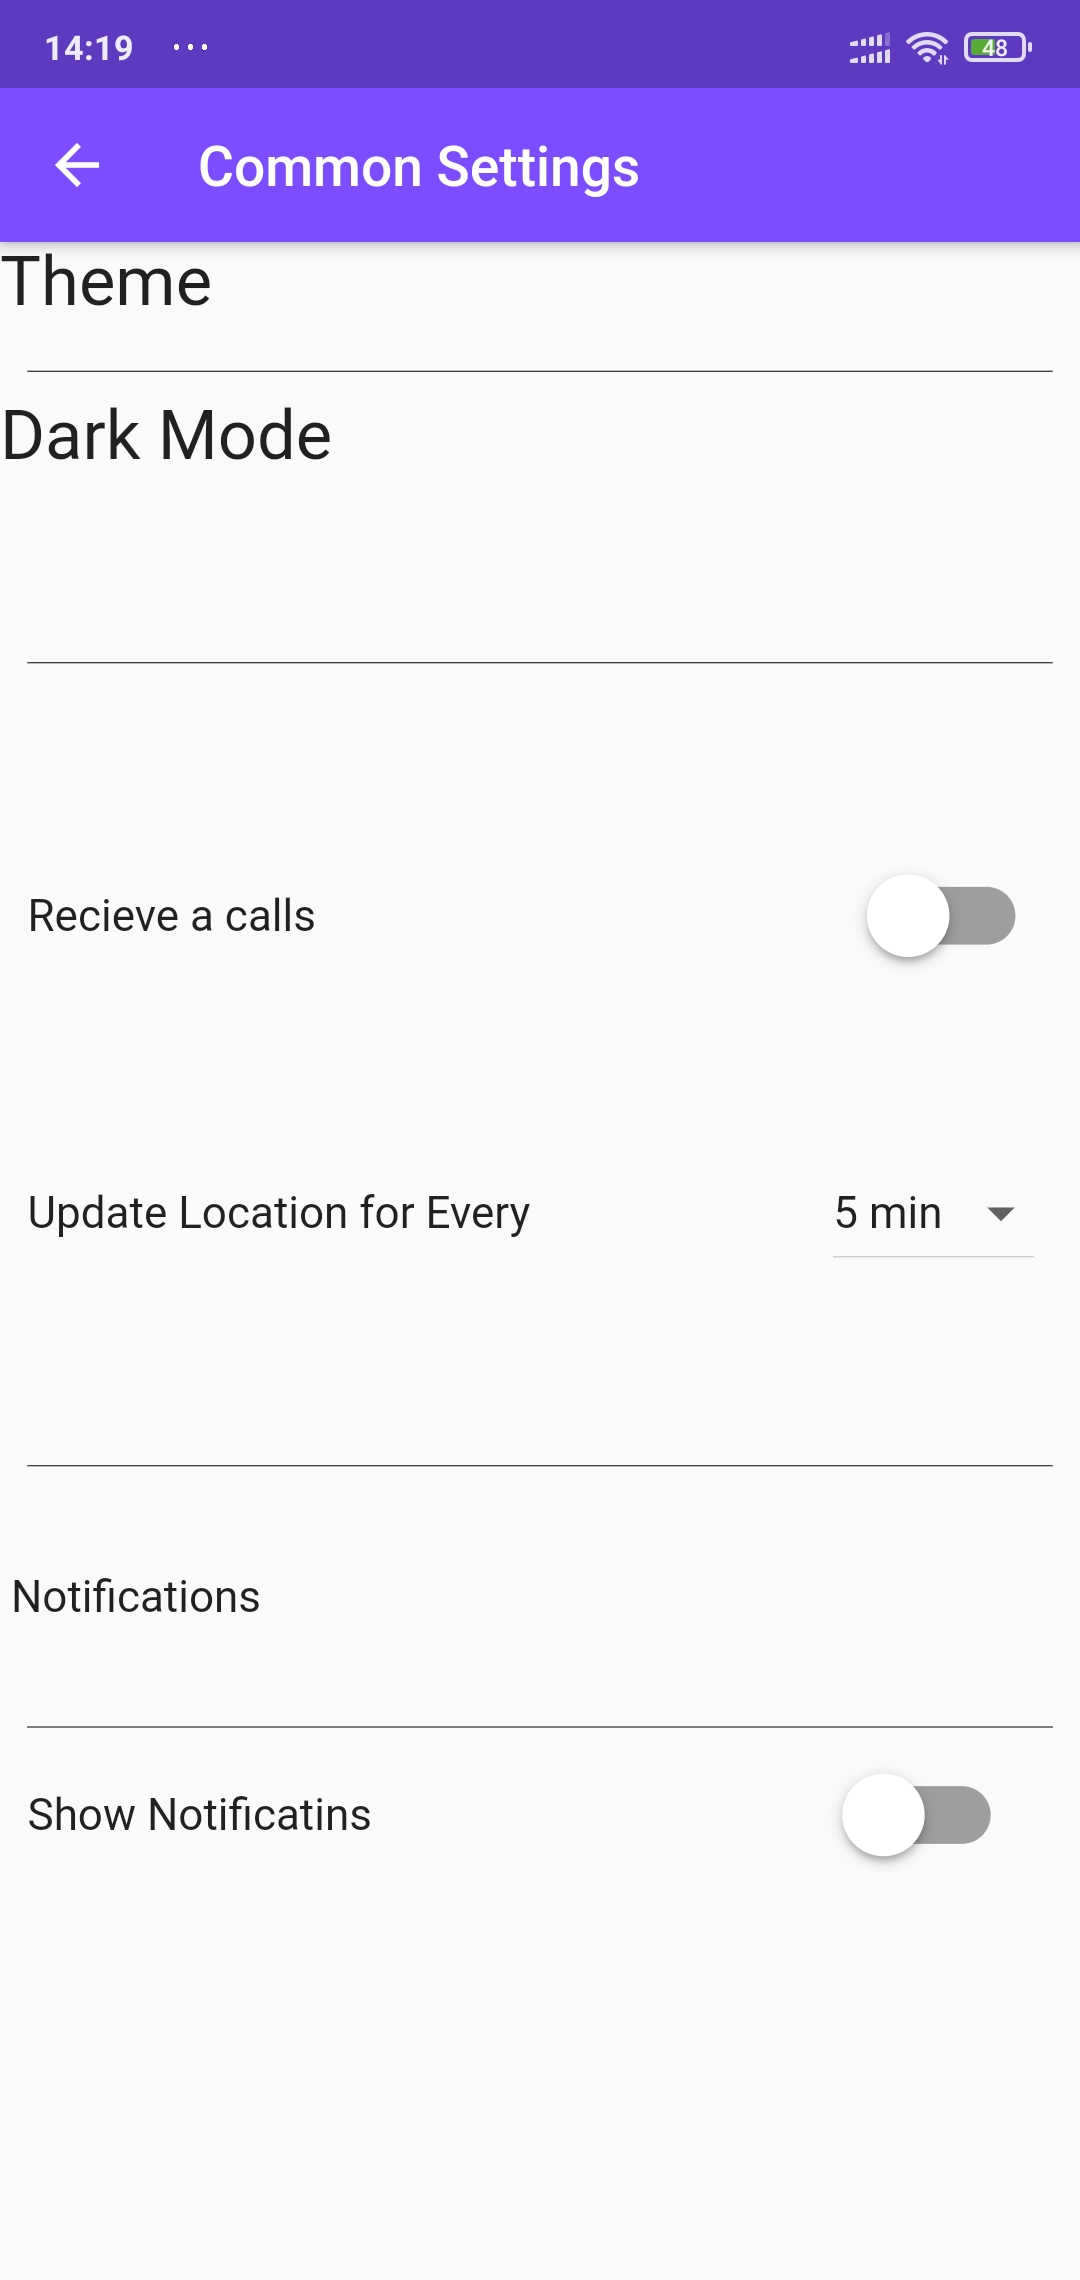 14:19 ... 48
Common Settings
Theme
Dark Mode
Recieve a calls
Update Location for Every 5 min
Notifications
Show Notificatins